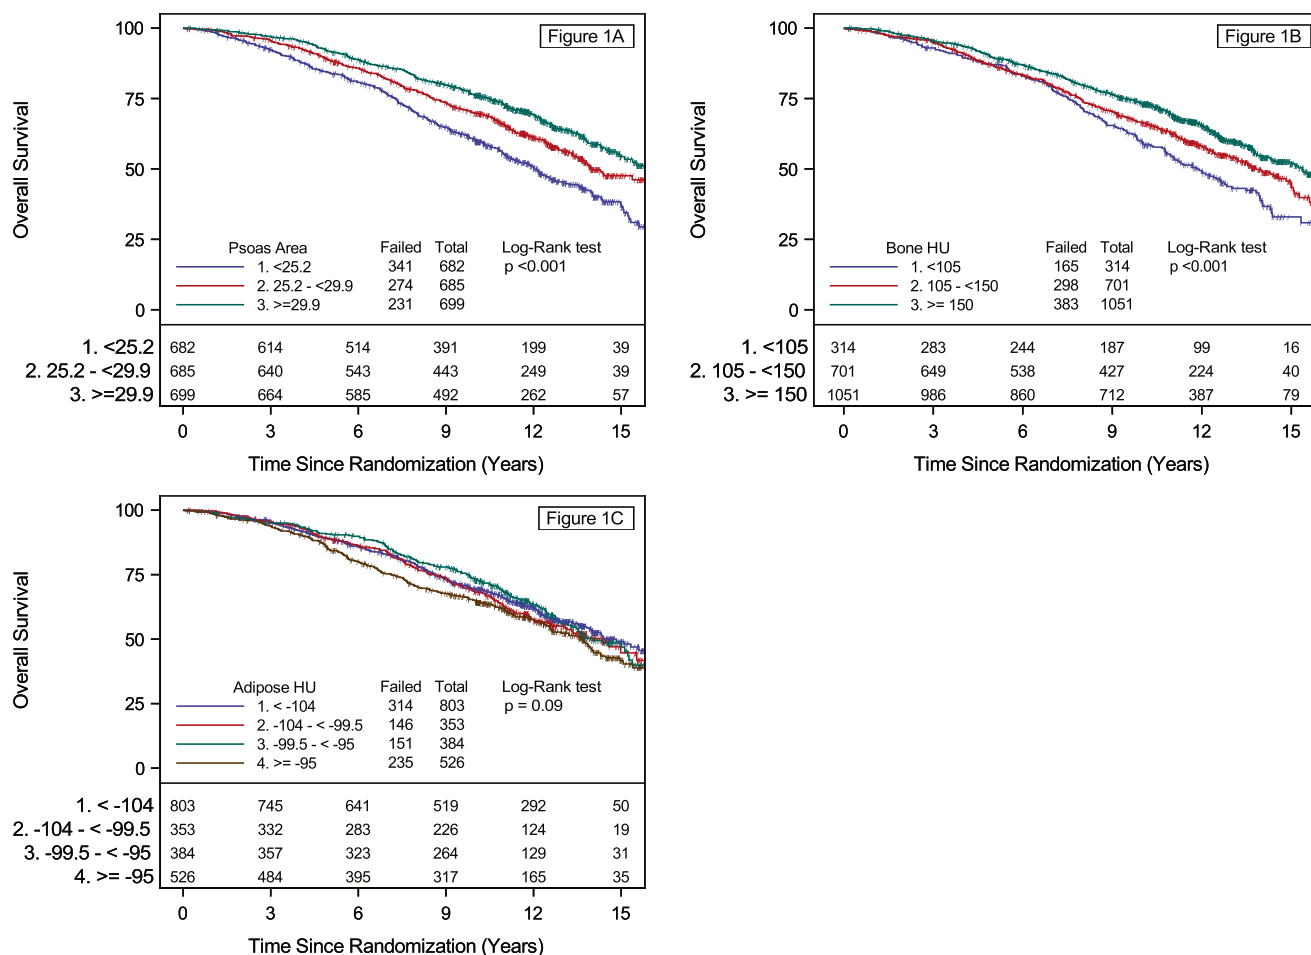 Figure 1A
Overall Survival
100
75
50
25
0
Psoas Area Failed Total Log-Rank test
1. <25.2 341 682 p <0.001
2. 25.2 - <29.9 274 685
3. >=29.9 231 699
1. <25.2 682 614 514 391 199 39
2. 25.2 - <29.9 685 640 543 443 249 39
3. >=29.9 699 664 585 492 262 57
0 3 6 9 12 15
Time Since Randomization (Years)
Figure 1B
Overall Survival
100
75
50
25
0
Bone HU Failed Total Log-Rank test
1. <105 165 314 p <0.001
2. 105 - <150 298 701
3. >= 150 383 1051
1. <105 314 283 244 187 99 16
2. 105 - <150 701 649 538 427 224 40
3. >= 150 1051 986 860 712 387 79
0 3 6 9 12 15
Time Since Randomization (Years)
Figure 1C
Overall Survival
100
75
50
25
0
Adipose HU Failed Total Log-Rank test
1. < -104 314 803 p = 0.09
2. -104 - < -99.5 146 353
3. -99.5 - < -95 151 384
4. >= -95 235 526
1. < -104 803 745 641 519 292 50
2. -104 - < -99.5 353 332 283 226 124 19
3. -99.5 - < -95 384 357 323 264 129 31
4. >= -95 526 484 395 317 165 35
0 3 6 9 12 15
Time Since Randomization (Years)